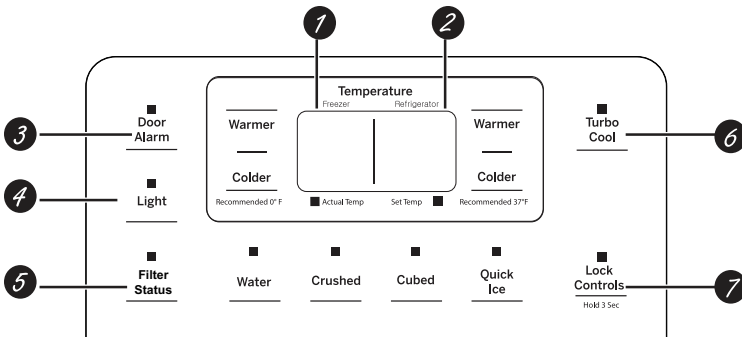 1
2
Temperature
Freezer
Refrigerator
3
Door
Alarm
Warmer
Warmer
Turbo
Cool
6
4
Light
Colder
Colder
Recommended 0° F
Actual Temp
Set Temp
Recommended 37°F
5
Filter
Status
Water
Crushed
Cubed
Quick
Ice
Lock
Controls
Hold 3 Sec
7